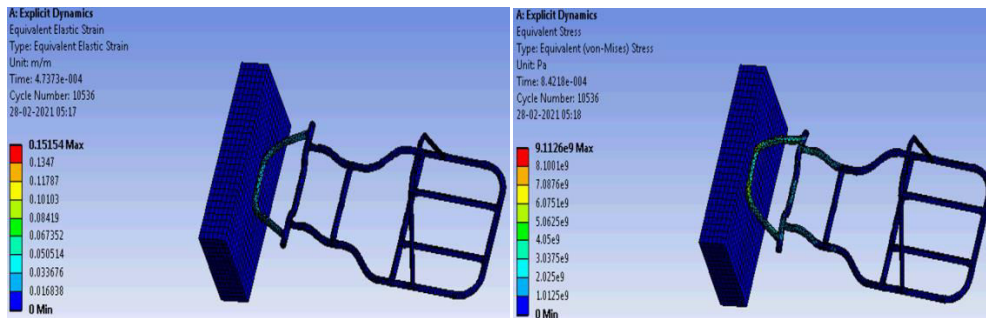 A: Explicit Dynamics
Equivalent Elastic Strain
Type: Equivalent Elastic Strain
Unit: m/m
Time: 4.7373e-004
Cycle Number: 10536
28-02-2021 05:17
0.15154 Max
0.1347
0.11787
0.10103
0.08419
0.067352
0.050514
0.033676
0.016838
0 Min
A: Explicit Dynamics
Equivalent Stress
Type: Equivalent (von-Mises) Stress
Unit: Pa
Time: 8.4218e-004
Cycle Number: 10536
28-02-2021 05:18
9.1126e9 Max
8.1001e9
7.0876e9
6.0751e9
5.0625e9
4.05e9
3.0375e9
2.025e9
1.0125e9
0 Min